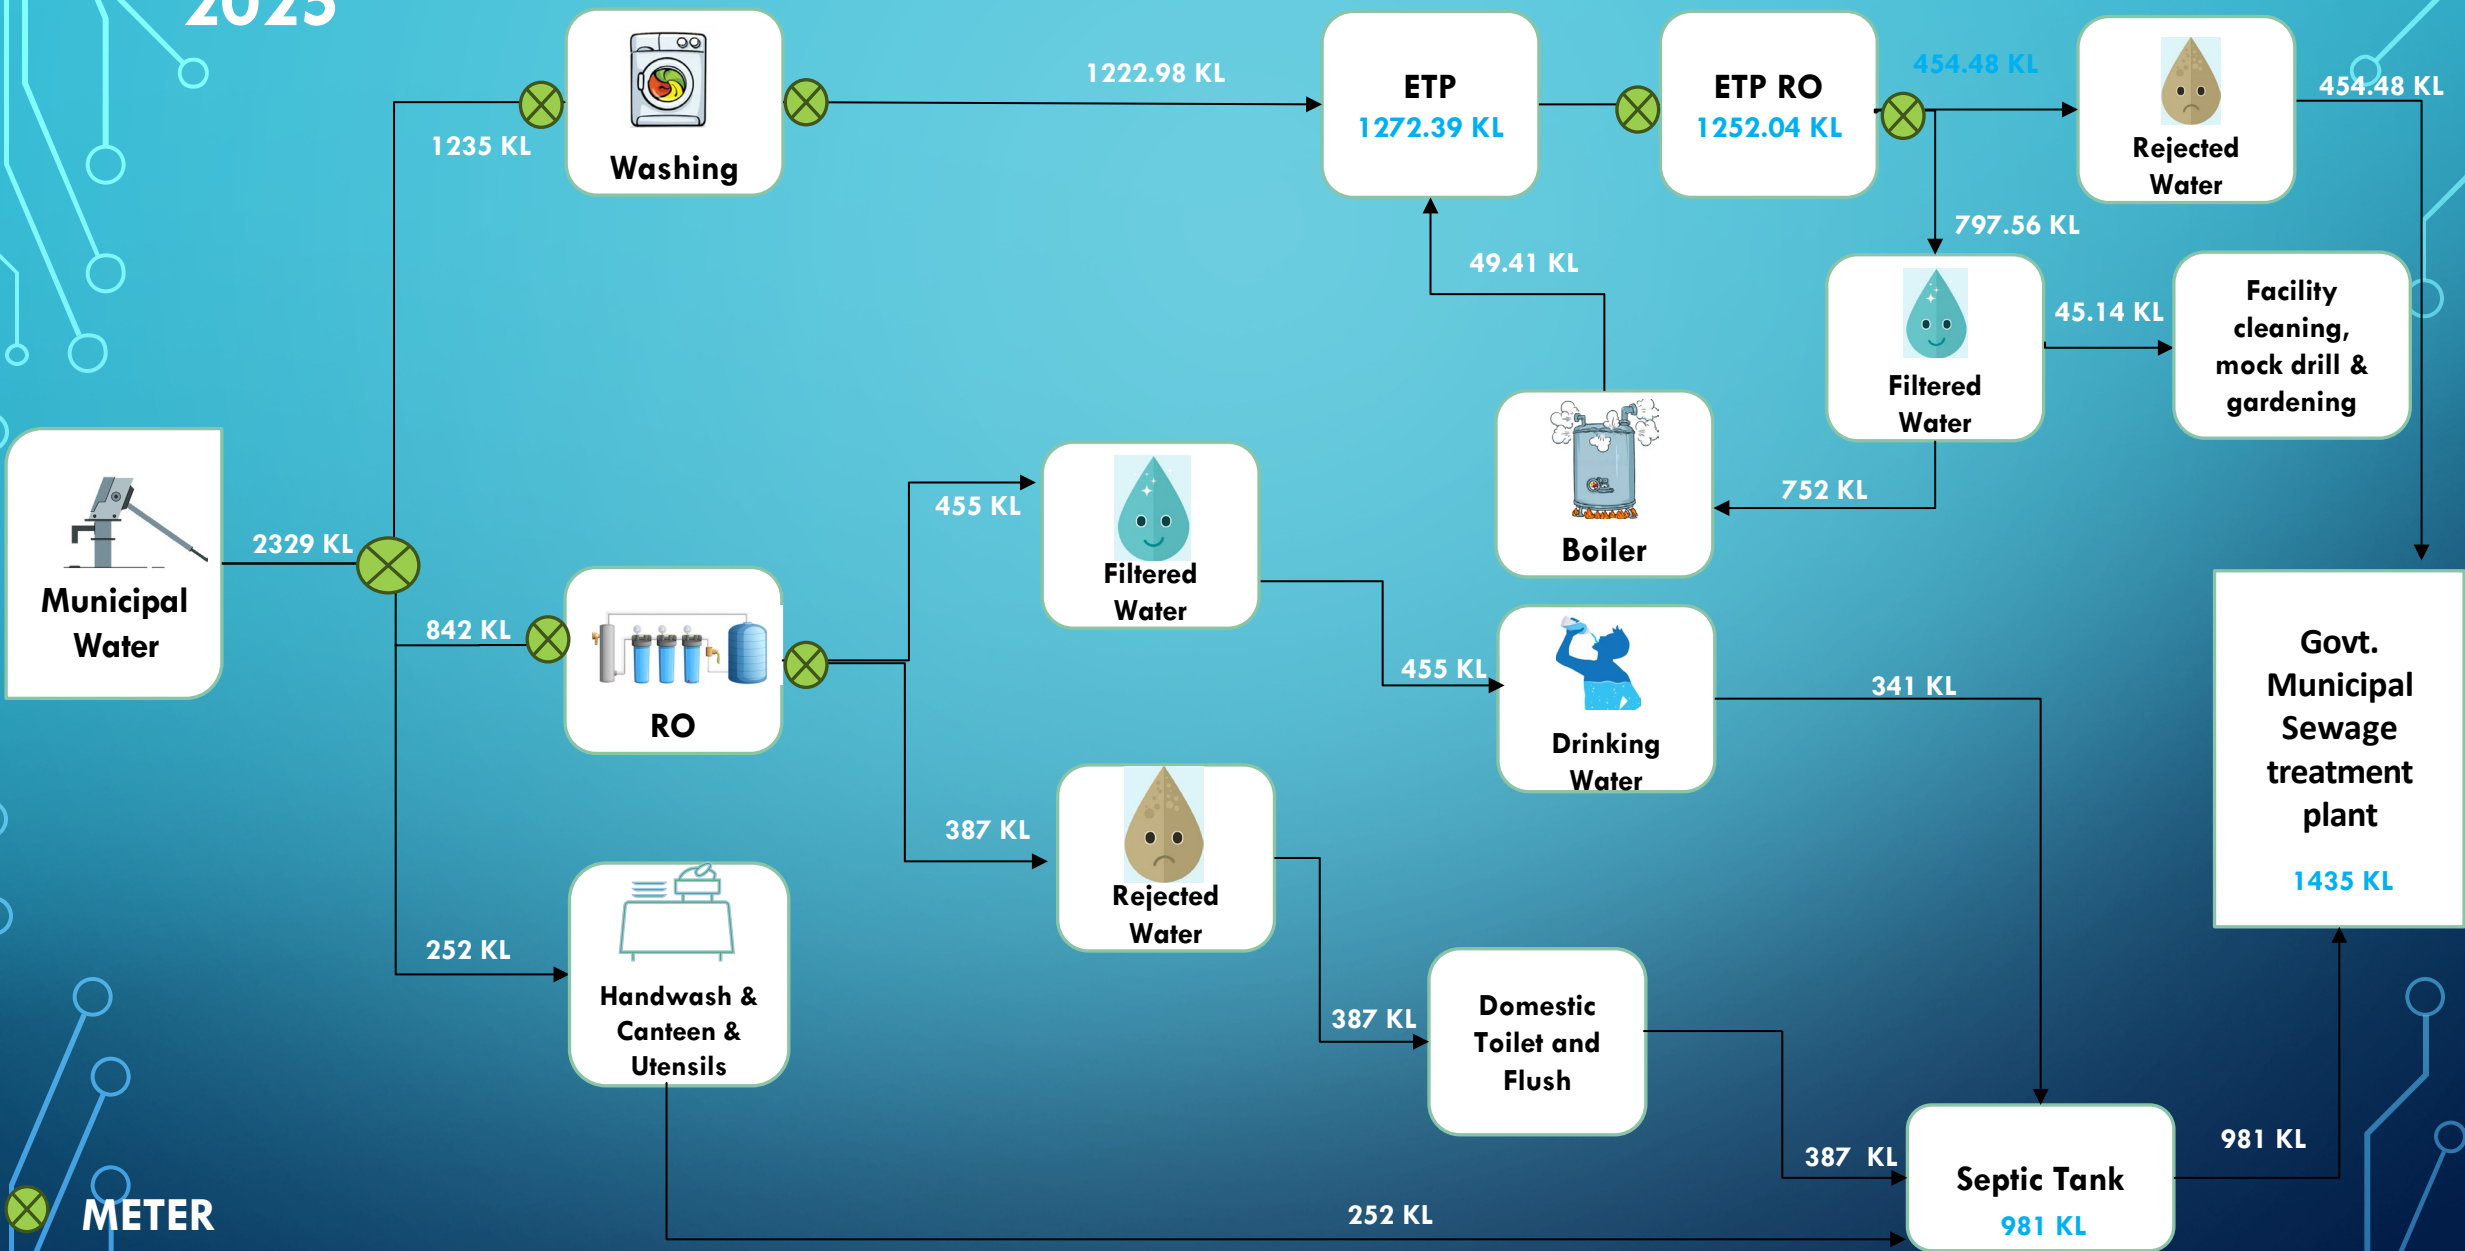 2025
1235 KL
Washing
1222.98 KL
ETP
1272.39 KL
ETP RO
1252.04 KL
454.48 KL
Rejected
Water
454.48 KL
797.56 KL
49.41 KL
Filtered
Water
45.14 KL
Facility
cleaning,
mock drill &
gardening
752 KL
Boiler
Municipal
Water
2329 KL
842 KL
RO
455 KL
Filtered
Water
455 KL
Drinking
Water
341 KL
387 KL
Rejected
Water
252 KL
Handwash &
Canteen &
Utensils
387 KL
Domestic
Toilet and
Flush
387 KL
252 KL
Septic Tank
981 KL
981 KL
Govt.
Municipal
Sewage
treatment
plant
1435 KL
METER